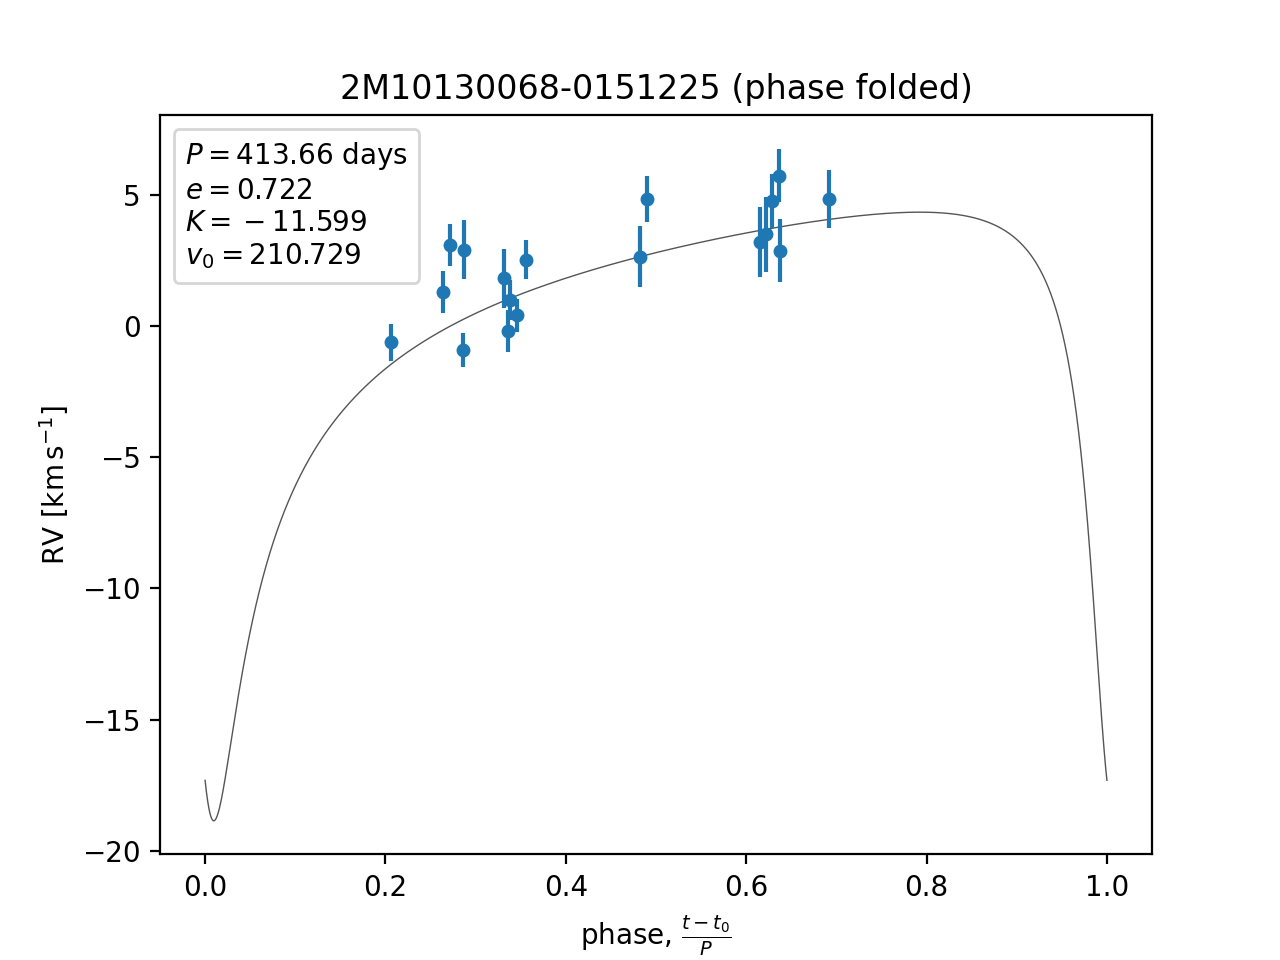 2M10130068-0151225 (phase folded)
P = 413.66 days
e = 0.722
K = −11.599
v₀ = 210.729
5
0
−5
−10
−15
−20
RV [km s⁻¹]
0.0 0.2 0.4 0.6 0.8 1.0
phase, (t − t₀)/P